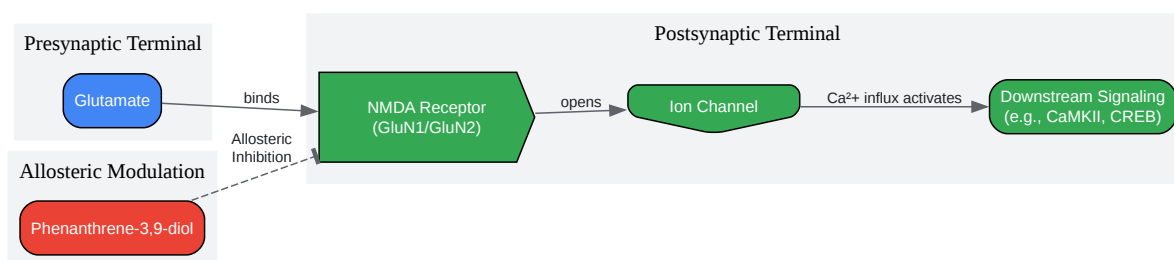 Presynaptic Terminal
Glutamate
binds
Postsynaptic Terminal
NMDA Receptor
(GluN1/GluN2)
opens
Ion Channel
Ca²+ influx activates
Downstream Signaling
(e.g., CaMKII, CREB)
Allosteric
Inhibition
Allosteric Modulation
Phenanthrene-3,9-diol